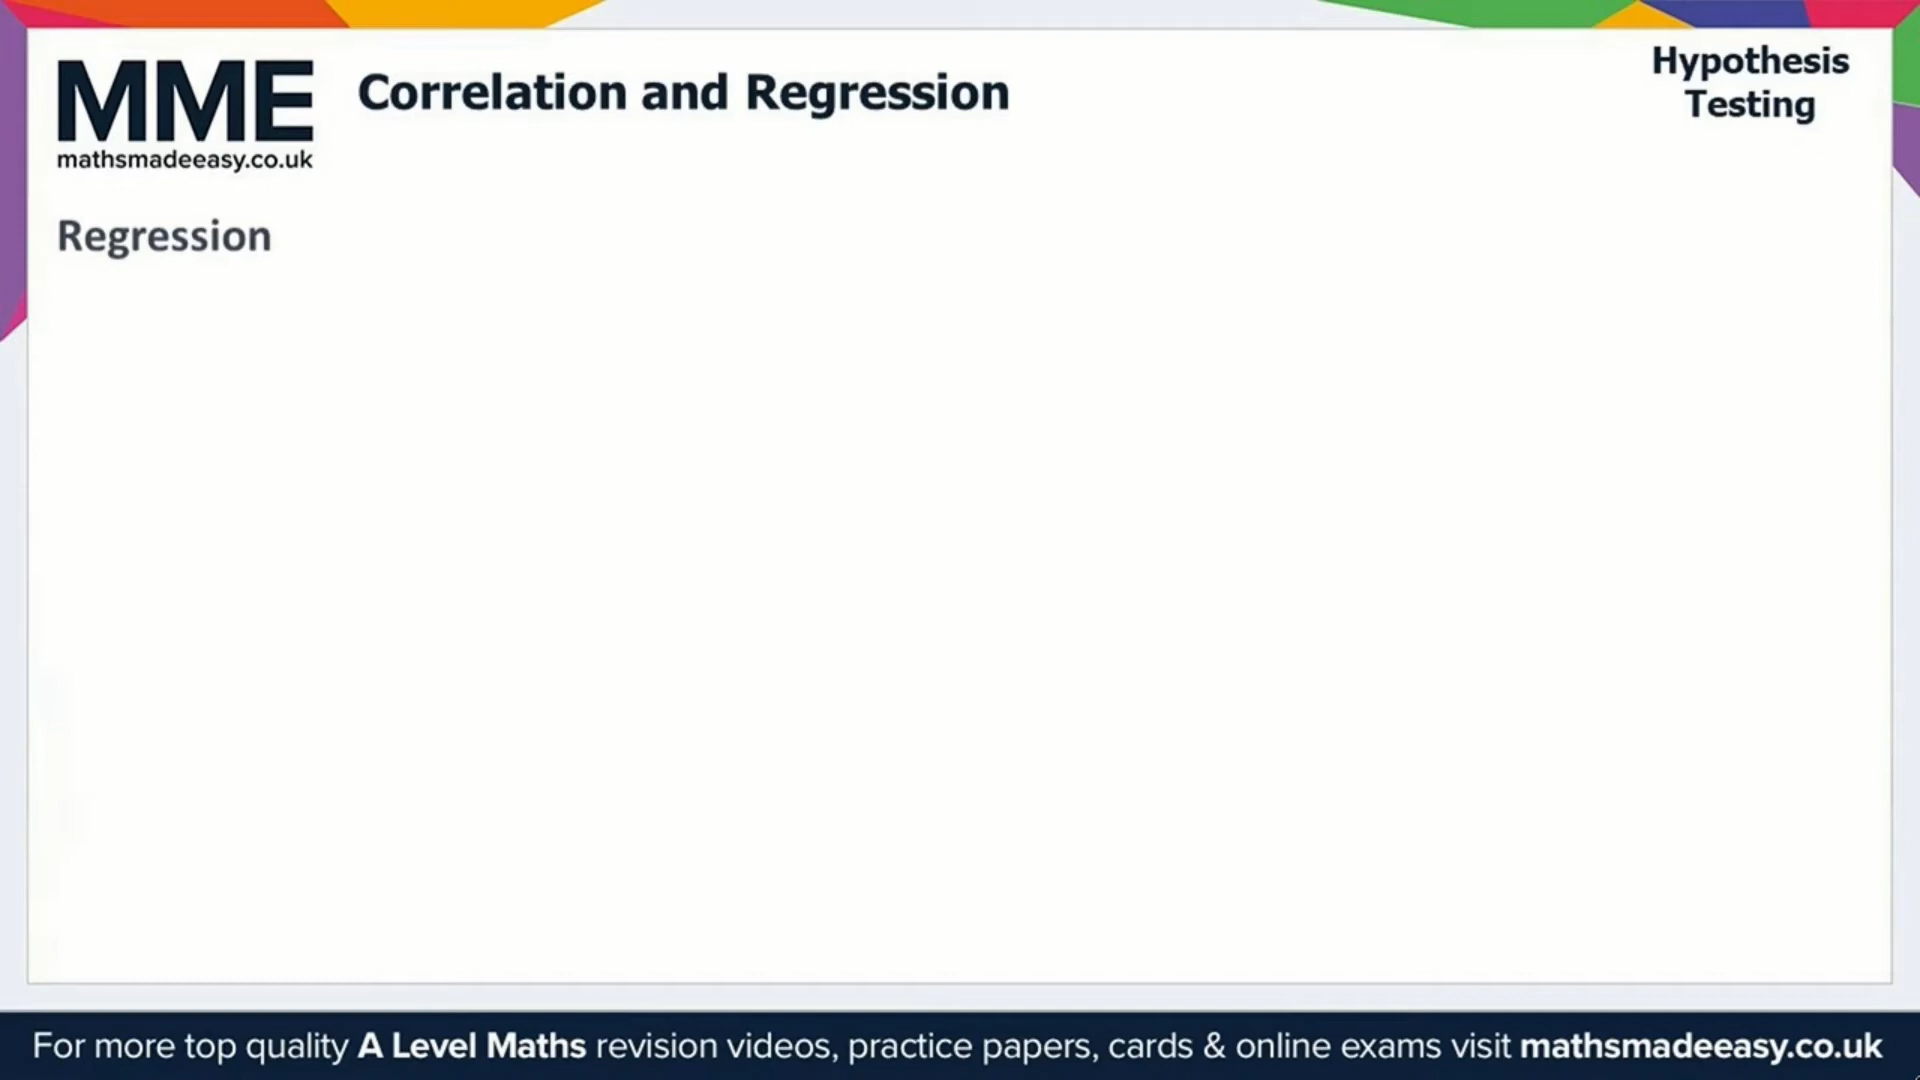 MME
mathsmadeeasy.co.uk
Correlation and Regression
Hypothesis
Testing
Regression
For more top quality A Level Maths revision videos, practice papers, cards & online exams visit mathsmadeeasy.co.uk